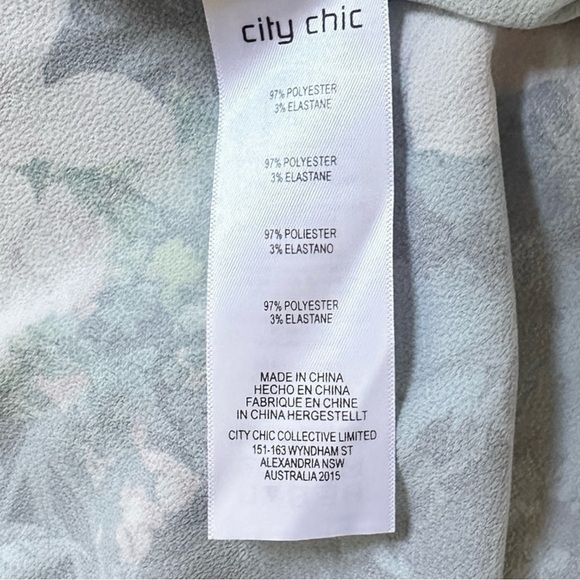 city chic
97% POLYESTER
3% ELASTANE
97% POLYESTER
3% ELASTANE
97% POLIESTER
3% ELASTANO
97% POLYESTER
3% ELASTANE
MADE IN CHINA
HECHO EN CHINA
FABRIQUE EN CHINE
IN CHINA HERGESTELLT
CITY CHIC COLLECTIVE LIMITED
151-163 WYNDHAM ST
ALEXANDRIA NSW
AUSTRALIA 2015